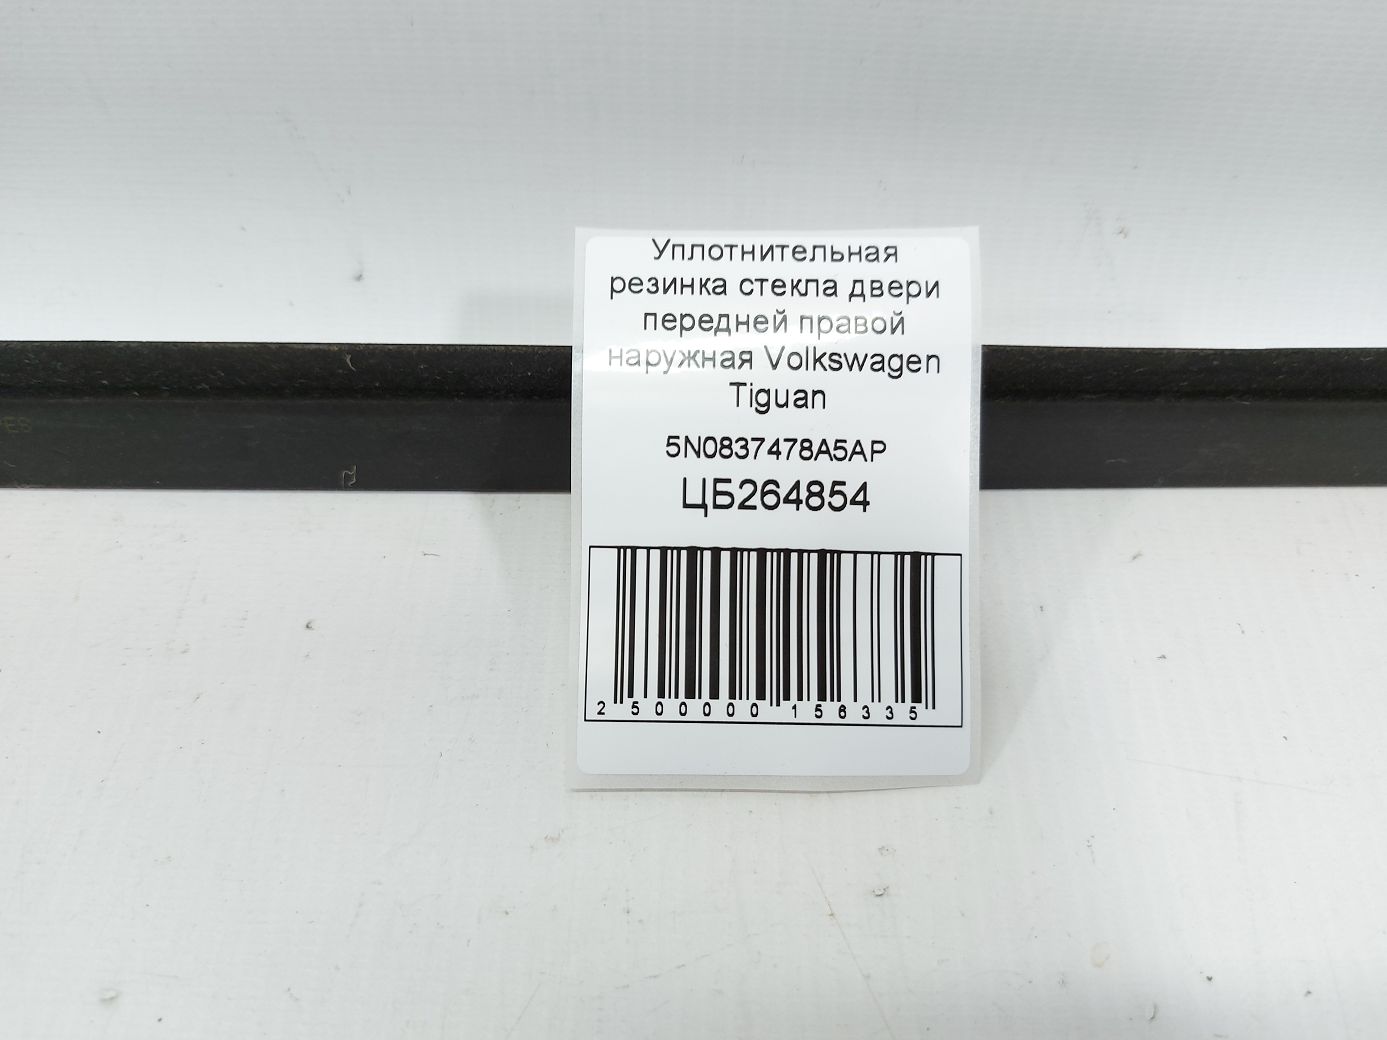 Уплотнительная
резинка стекла двери
передней правой
наружная Volkswagen
Tiguan
5N0837478A5AP
ЦБ264854
2 500000 156335